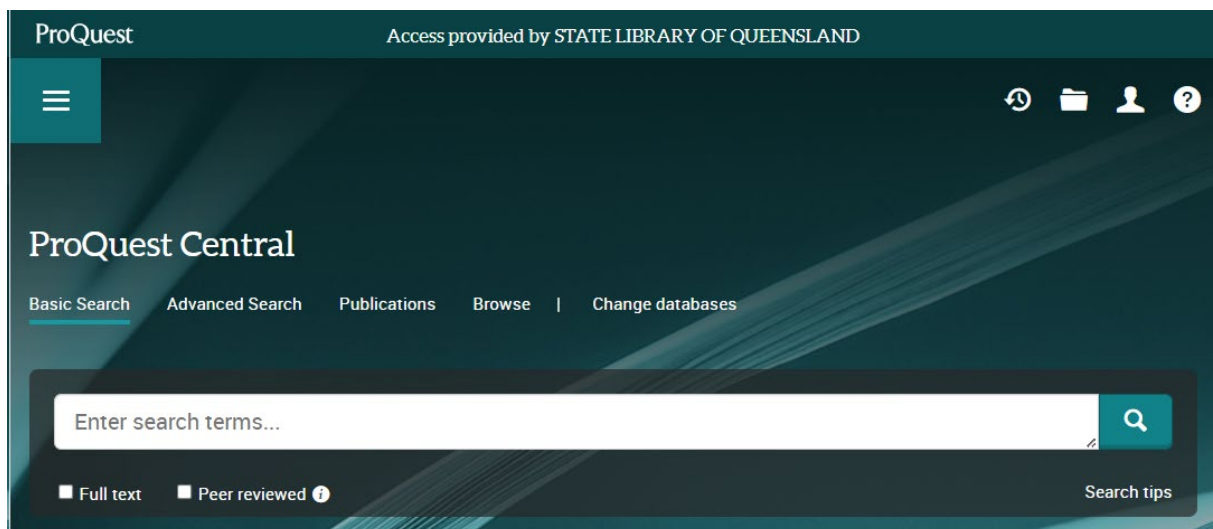 ProQuest Access provided by STATE LIBRARY OF QUEENSLAND
ProQuest Central
Basic Search Advanced Search Publications Browse | Change databases
Enter search terms...
Full text Peer reviewed Search tips